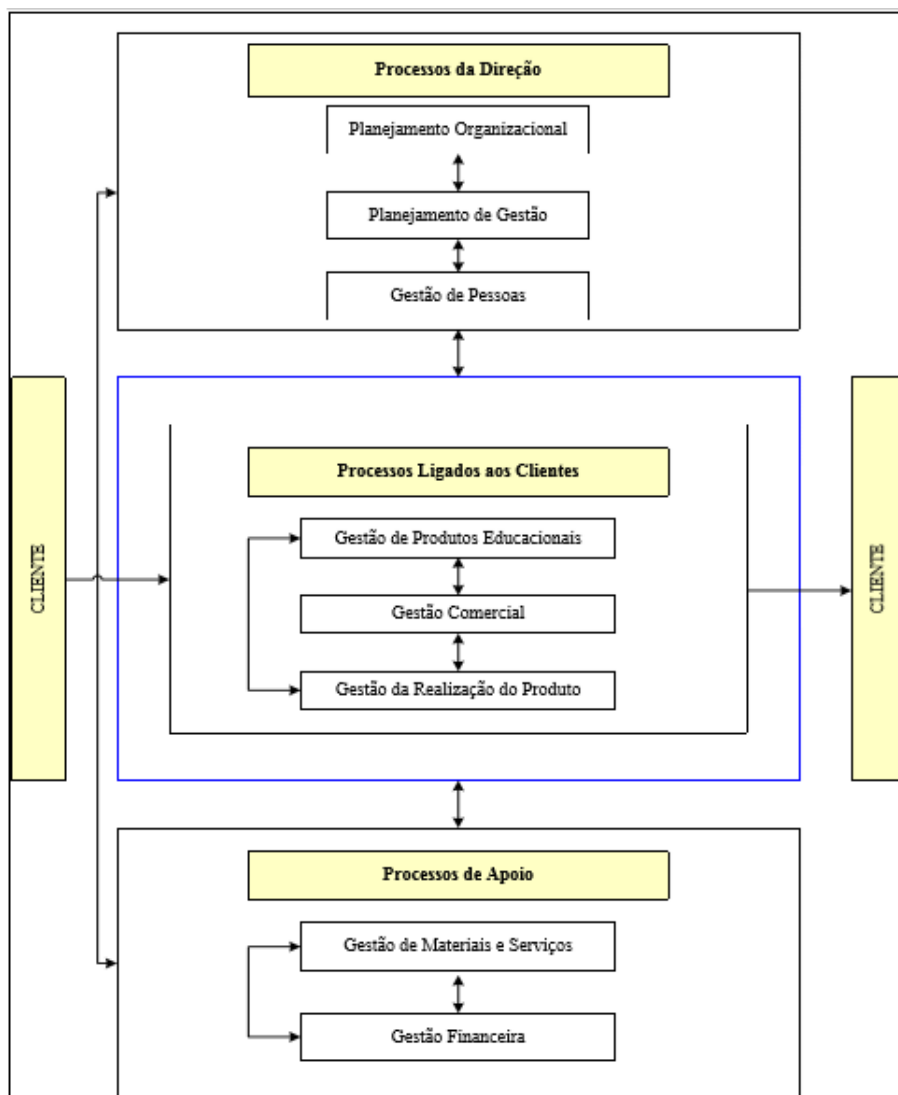 Processos da Direção
Planejamento Organizacional
Planejamento de Gestão
Gestão de Pessoas
CLIENTE
Processos Ligados aos Clientes
Gestão de Produtos Educacionais
Gestão Comercial
Gestão da Realização do Produto
CLIENTE
Processos de Apoio
Gestão de Materiais e Serviços
Gestão Financeira